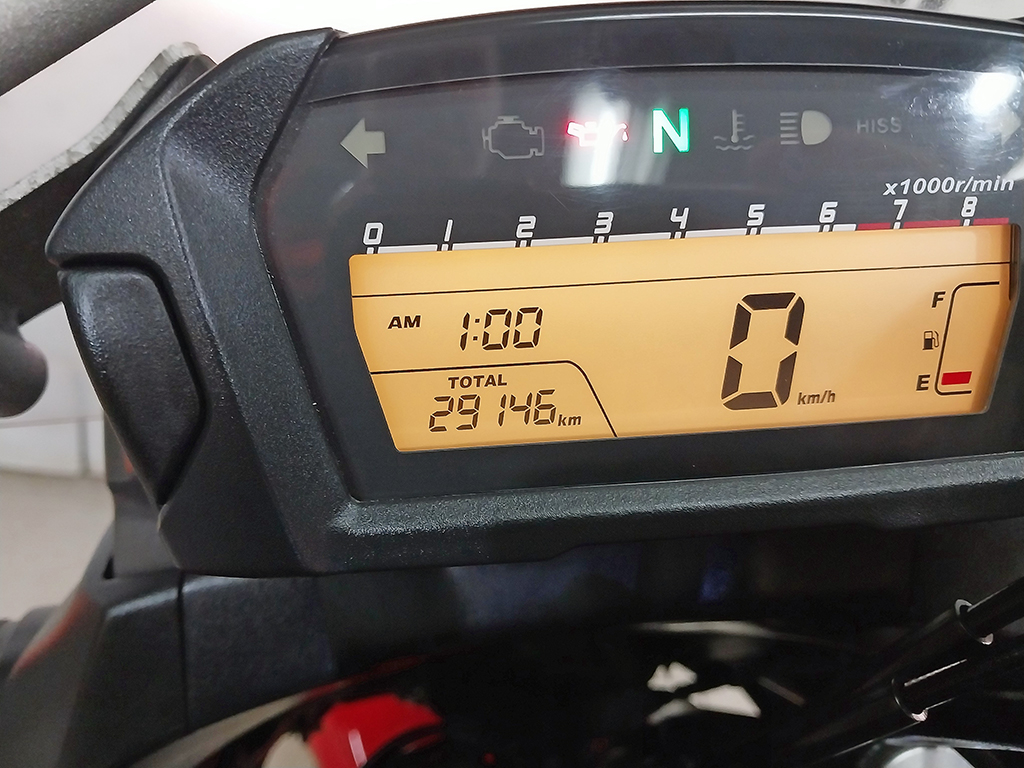 N HISS
x1000r/min
0 1 2 3 4 5 6 7 8
AM 1:00
0 km/h
F
E
TOTAL
29146 km